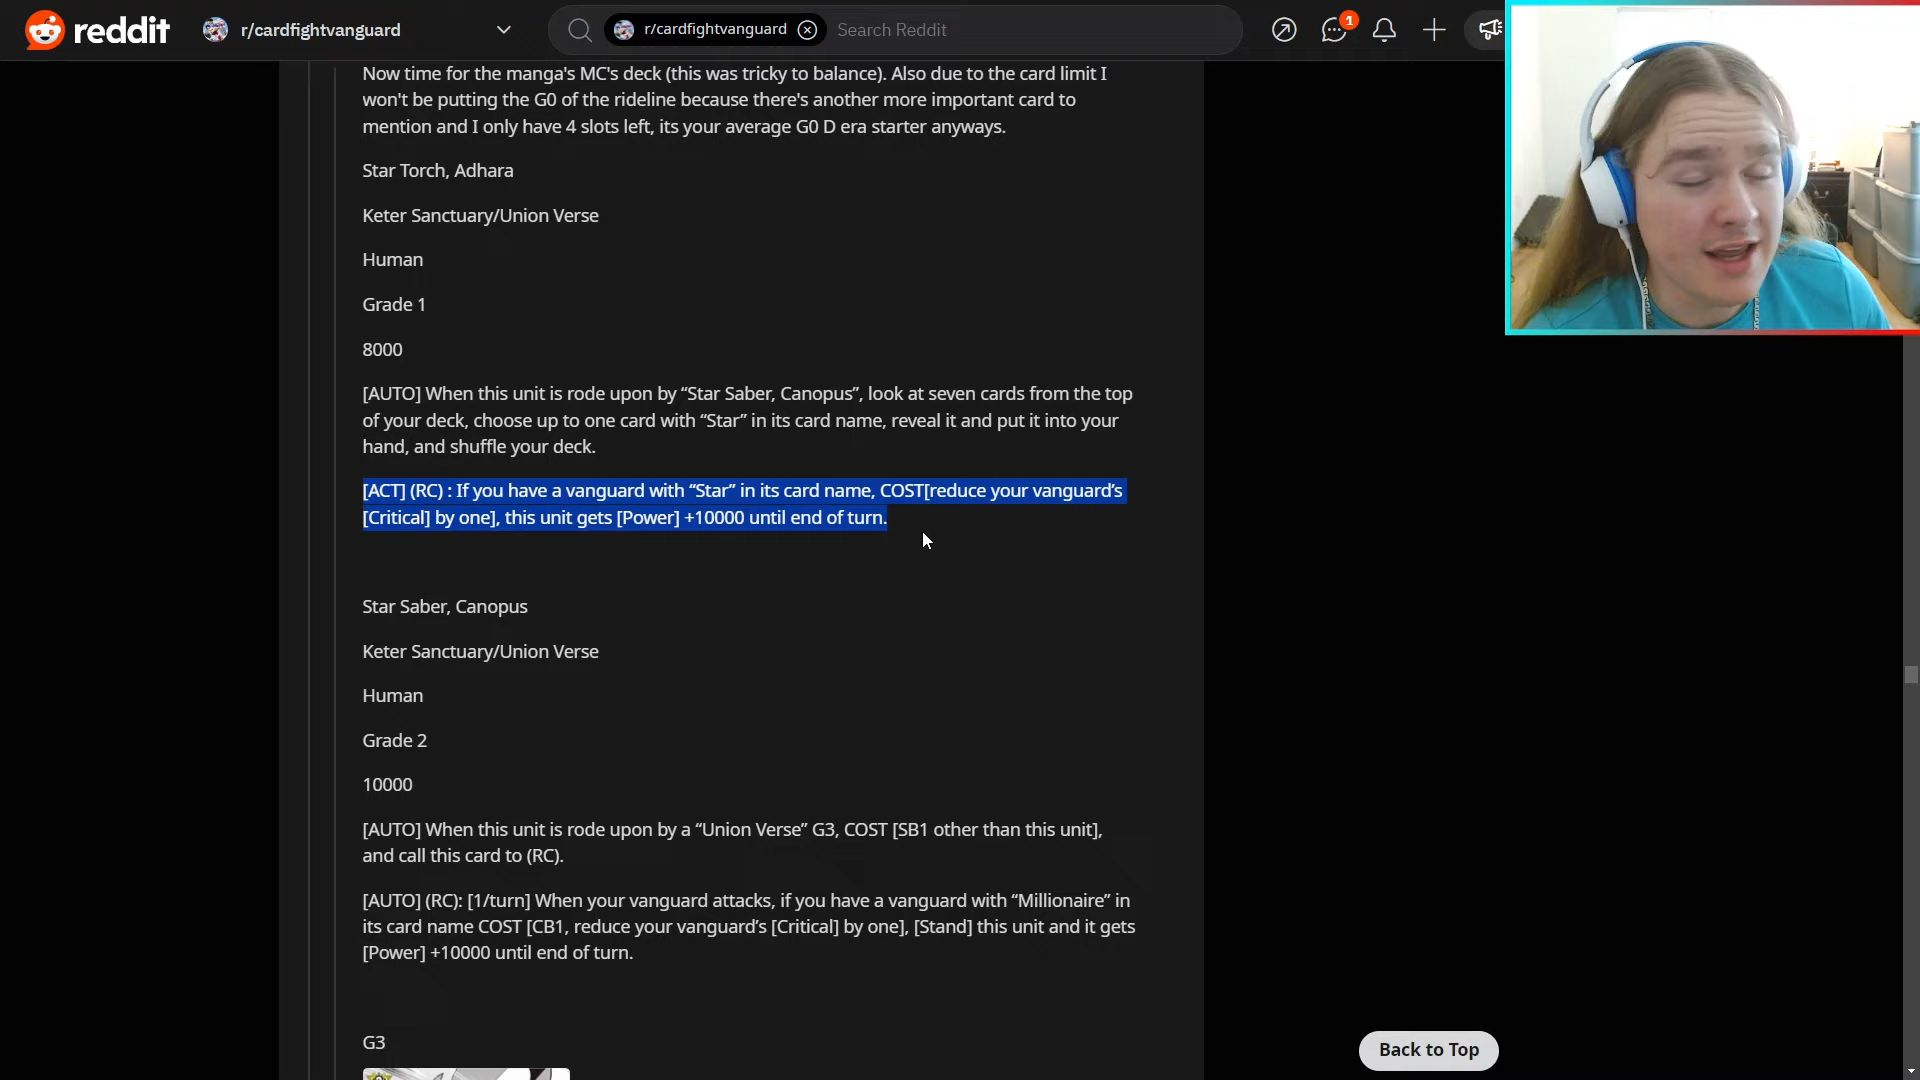 reddit
r/cardfightvanguard
r/cardfightvanguard
Search Reddit
1
Now time for the manga's MC's deck (this was tricky to balance). Also due to the card limit I
won't be putting the G0 of the rideline because there's another more important card to
mention and I only have 4 slots left, its your average G0 D era starter anyways.
Star Torch, Adhara
Keter Sanctuary/Union Verse
Human
Grade 1
8000
[AUTO] When this unit is rode upon by “Star Saber, Canopus”, look at seven cards from the top
of your deck, choose up to one card with “Star” in its card name, reveal it and put it into your
hand, and shuffle your deck.
[ACT] (RC) : If you have a vanguard with “Star” in its card name, COST[reduce your vanguard’s
[Critical] by one], this unit gets [Power] +10000 until end of turn.
Star Saber, Canopus
Keter Sanctuary/Union Verse
Human
Grade 2
10000
[AUTO] When this unit is rode upon by a “Union Verse” G3, COST [SB1 other than this unit],
and call this card to (RC).
[AUTO] (RC): [1/turn] When your vanguard attacks, if you have a vanguard with “Millionaire” in
its card name COST [CB1, reduce your vanguard’s [Critical] by one], [Stand] this unit and it gets
[Power] +10000 until end of turn.
G3
Back to Top